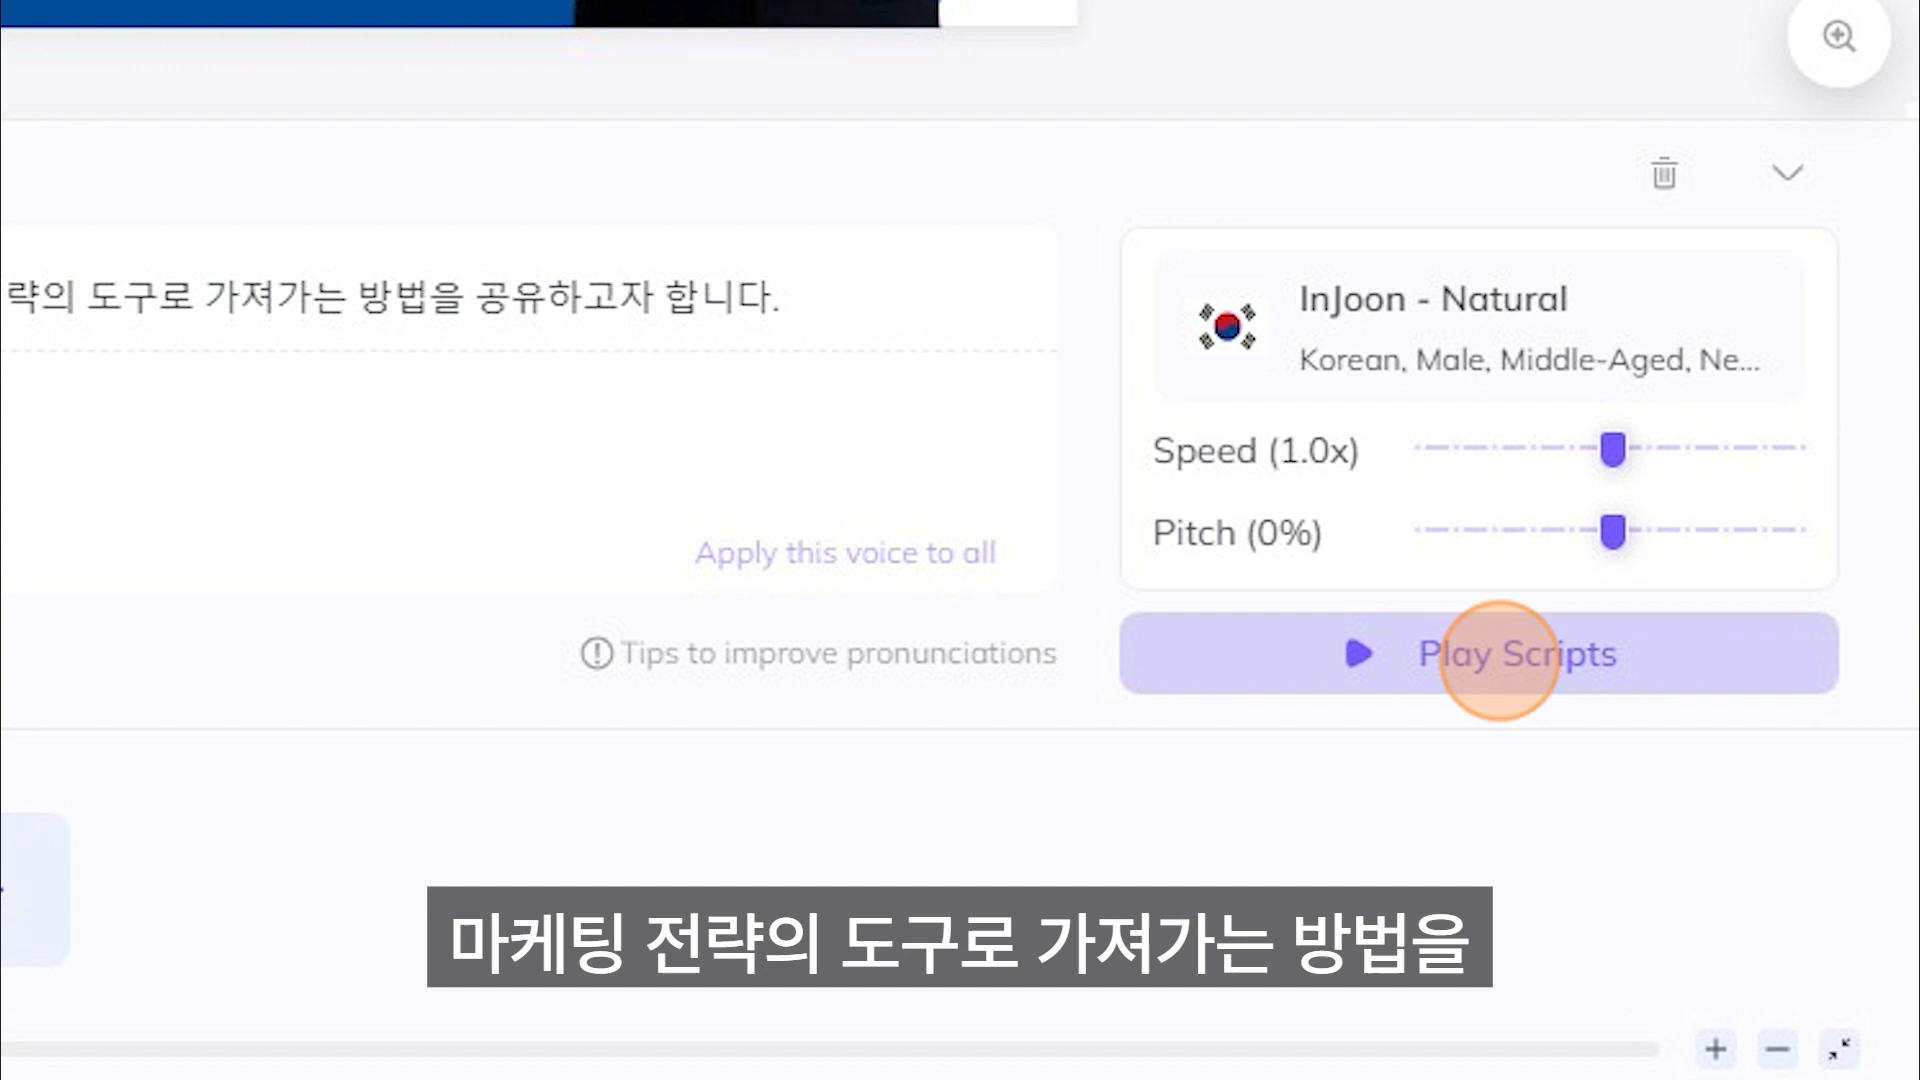 략의 도구로 가져가는 방법을 공유하고자 합니다.
InJoon - Natural
Korean, Male, Middle-Aged, Ne...
Speed (1.0x)
Pitch (0%)
Apply this voice to all
Tips to improve pronunciations
Play Scripts
마케팅 전략의 도구로 가져가는 방법을